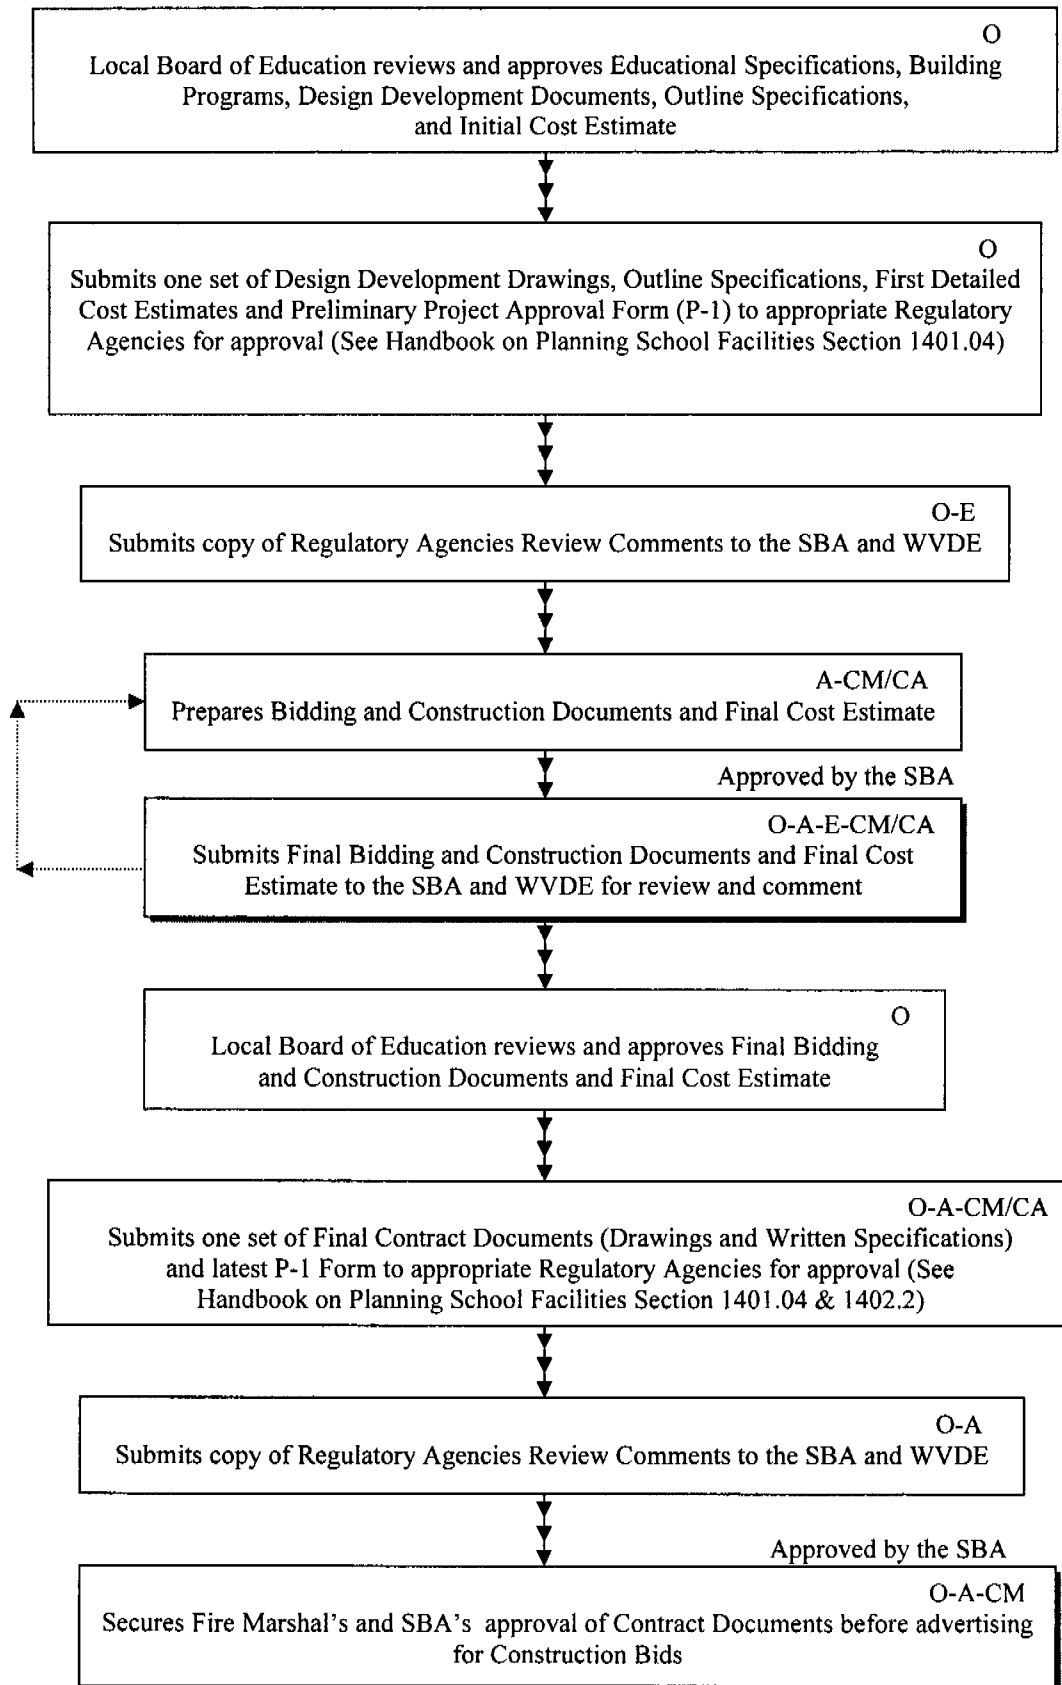 O
Local Board of Education reviews and approves Educational Specifications, Building
Programs, Design Development Documents, Outline Specifications,
and Initial Cost Estimate
O
Submits one set of Design Development Drawings, Outline Specifications, First Detailed
Cost Estimates and Preliminary Project Approval Form (P-1) to appropriate Regulatory
Agencies for approval (See Handbook on Planning School Facilities Section 1401.04)
O-E
Submits copy of Regulatory Agencies Review Comments to the SBA and WVDE
A-CM/CA
Prepares Bidding and Construction Documents and Final Cost Estimate
Approved by the SBA
O-A-E-CM/CA
Submits Final Bidding and Construction Documents and Final Cost
Estimate to the SBA and WVDE for review and comment
O
Local Board of Education reviews and approves Final Bidding
and Construction Documents and Final Cost Estimate
O-A-CM/CA
Submits one set of Final Contract Documents (Drawings and Written Specifications)
and latest P-1 Form to appropriate Regulatory Agencies for approval (See
Handbook on Planning School Facilities Section 1401.04 & 1402.2)
O-A
Submits copy of Regulatory Agencies Review Comments to the SBA and WVDE
Approved by the SBA
O-A-CM
Secures Fire Marshal's and SBA's approval of Contract Documents before advertising
for Construction Bids